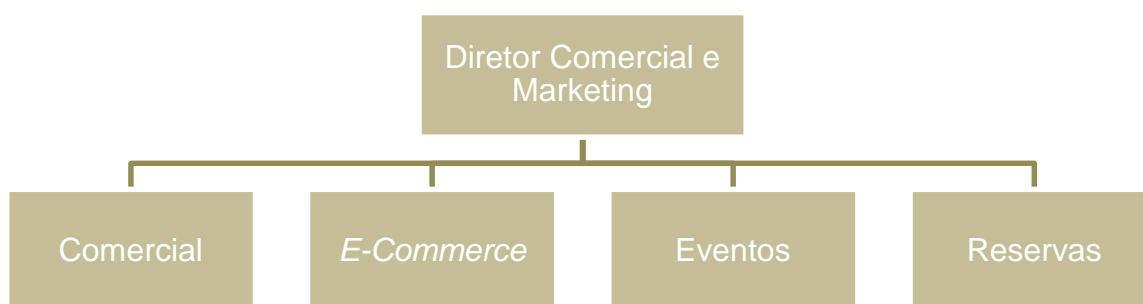 Diretor Comercial e
Marketing
Comercial
E-Commerce
Eventos
Reservas